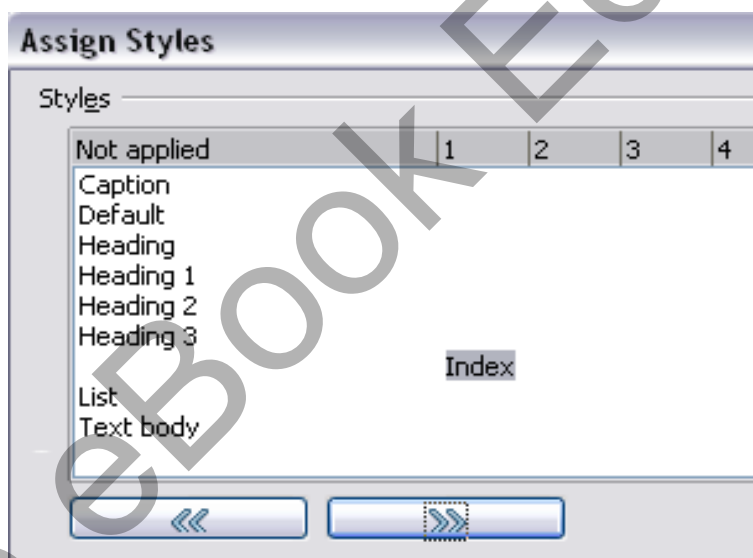 Assign Styles
Styles
Not applied 1 2 3 4
Caption
Default
Heading
Heading 1
Heading 2
Heading 3
Index
List
Text body
eBook